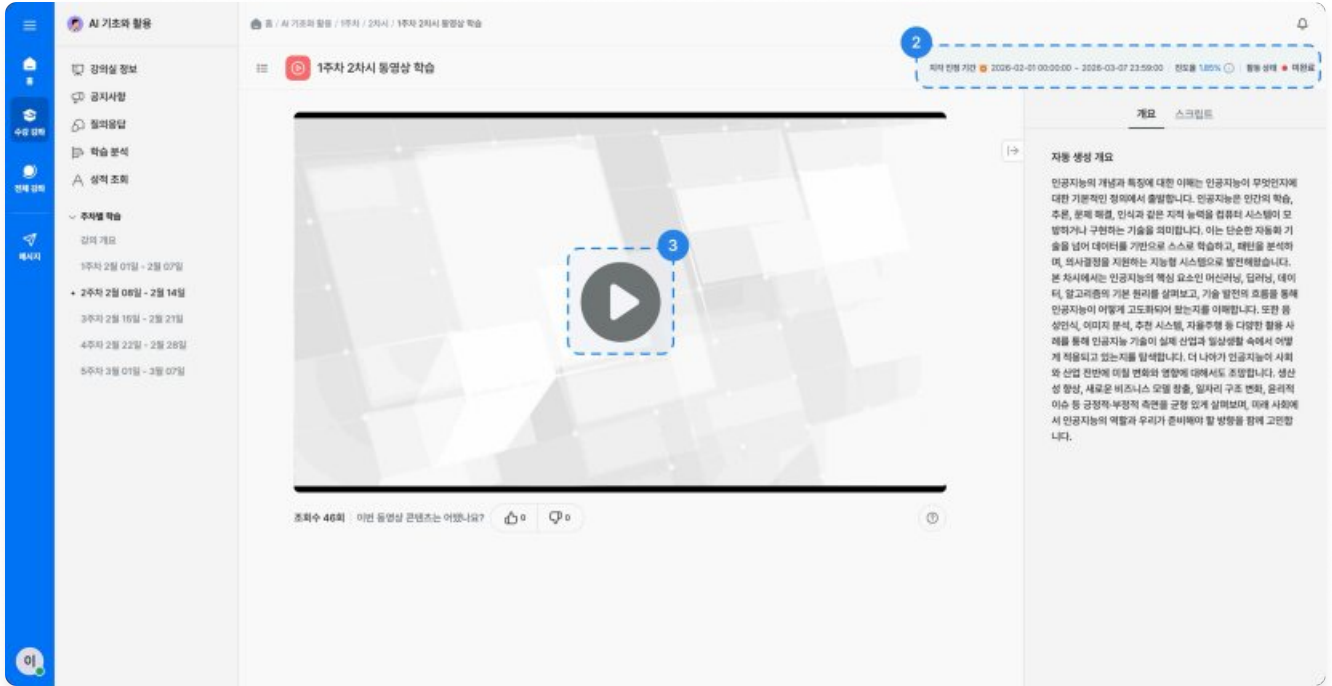 AI 기초와 활용
홈 / AI 기초와 활용 / 1주차 / 2차시 / 1주차 2차시 동영상 학습
홈
수강 강좌
전체 강좌
메시지
이
강의실 정보
공지사항
질의응답
학습 분석
성적 조회
주차별 학습
강의 개요
1주차 2월 01일 - 2월 07일
2주차 2월 08일 - 2월 14일
3주차 2월 15일 - 2월 21일
4주차 2월 22일 - 2월 28일
5주차 3월 01일 - 3월 07일
1주차 2차시 동영상 학습
2
지각 진행 기간 2026-02-01 00:00:00 ~ 2026-03-07 23:59:00 진도율 1.85% 활동 상태 미완료
3
조회수 46회 이번 동영상 콘텐츠는 어땠나요? 0 0
개요 스크립트
자동 생성 개요
인공지능의 개념과 특징에 대한 이해는 인공지능이 무엇인지에
대한 기본적인 정의에서 출발합니다. 인공지능은 인간의 학습,
추론, 문제 해결, 인식과 같은 지적 능력을 컴퓨터 시스템이 모
방하거나 구현하는 기술을 의미합니다. 이는 단순한 자동화 기
술을 넘어 데이터를 기반으로 스스로 학습하고, 패턴을 분석하
며, 의사결정을 지원하는 지능형 시스템으로 발전해왔습니다.
본 차시에서는 인공지능의 핵심 요소인 머신러닝, 딥러닝, 데이
터, 알고리즘의 기본 원리를 살펴보고, 기술 발전의 흐름을 통해
인공지능이 어떻게 고도화되어 왔는지를 이해합니다. 또한 음
성인식, 이미지 분석, 추천 시스템, 자율주행 등 다양한 활용 사
례를 통해 인공지능 기술이 실제 산업과 일상생활 속에서 어떻
게 적용되고 있는지를 탐색합니다. 더 나아가 인공지능이 사회
와 산업 전반에 미칠 변화와 영향에 대해서도 조망합니다. 생산
성 향상, 새로운 비즈니스 모델 창출, 일자리 구조 변화, 윤리적
이슈 등 긍정적·부정적 측면을 균형 있게 살펴보며, 미래 사회에
서 인공지능의 역할과 우리가 준비해야 할 방향을 함께 고민합
니다.